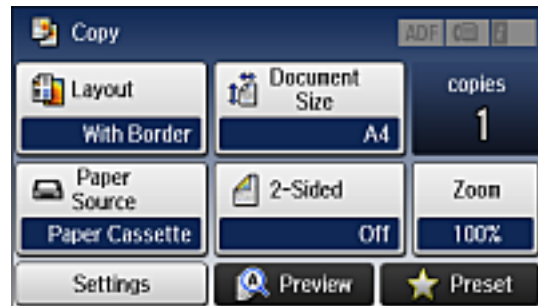 Copy
ADF
Layout
With Border
Document
Size
A4
copies
1
Paper
Source
Paper Cassette
2-Sided
Off
Zoom
100%
Settings
Preview
Preset